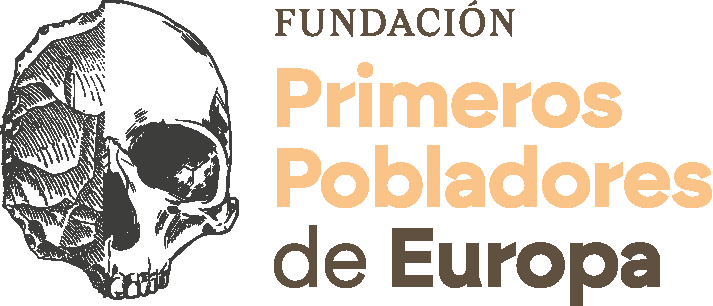 FUNDACIÓN
Primeros
Pobladores
de Europa